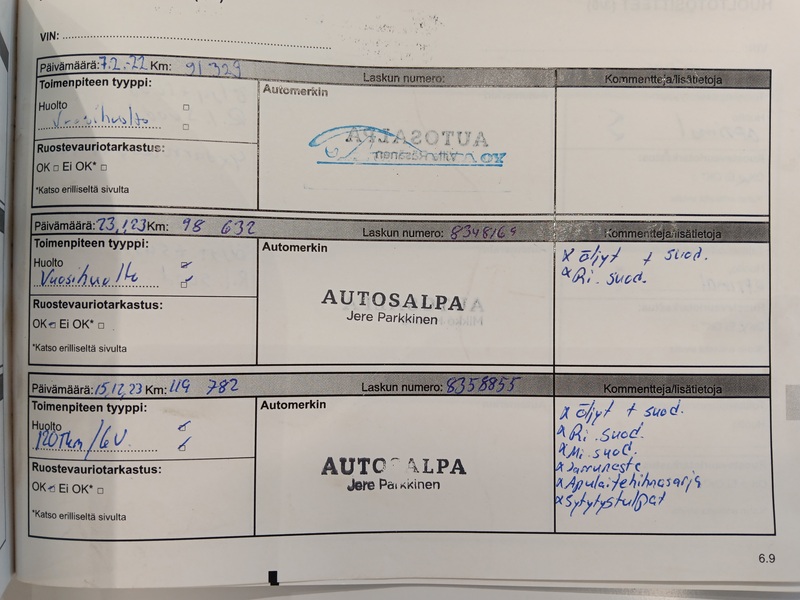 VIN:
Päivämäärä: 7.2.-22 Km: 91 329 Laskun numero: Kommentteja/lisätietoja
Toimenpiteen tyyppi: Automerkin
Huolto
Vuosihuolto
AUTOSALPA
Ruostevauriotarkastus:
OK □ Ei OK* □
*Katso erilliseltä sivulta
Päivämäärä: 23.1.23 Km: 98 632 Laskun numero: 8348169 Kommentteja/lisätietoja
Toimenpiteen tyyppi: Automerkin x öljyt + suod.
Huolto x Ri. suod.
Vuosihuolto
AUTOSALPA
Ruostevauriotarkastus: Jere Parkkinen
OK Ei OK* □
*Katso erilliseltä sivulta
Päivämäärä: 15.12.23 Km: 119 782 Laskun numero: 8358855 Kommentteja/lisätietoja
Toimenpiteen tyyppi: Automerkin x öljyt + suod.
Huolto x Ri. suod.
120Tkm/6V x Mi. suod.
Ruostevauriotarkastus: AUTOSALPA x Jarruneste
OK Ei OK* □ Jere Parkkinen x Apulaitehihnasarja
x Sytytystulpat
*Katso erilliseltä sivulta
6.9